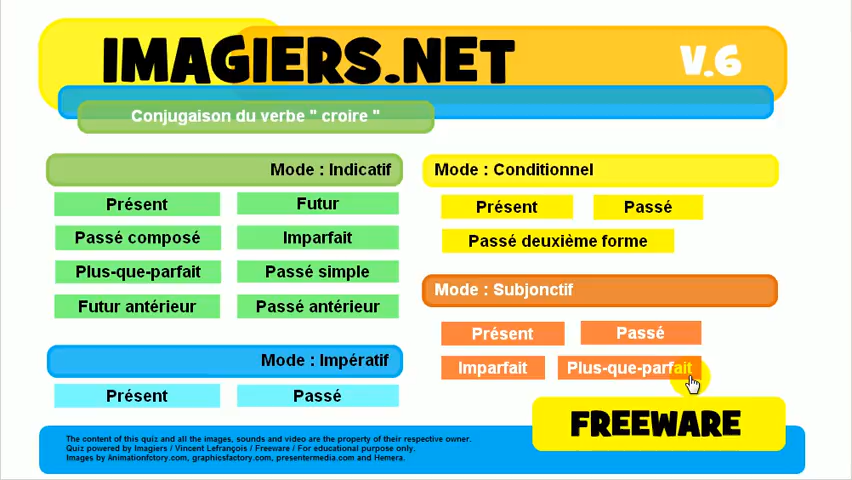 IMAGIERS.NET
V.6
Conjugaison du verbe " croire "
Mode : Indicatif
Présent
Futur
Passé composé
Imparfait
Plus-que-parfait
Passé simple
Futur antérieur
Passé antérieur
Mode : Impératif
Présent
Passé
Mode : Conditionnel
Présent
Passé
Passé deuxième forme
Mode : Subjonctif
Présent
Passé
Imparfait
Plus-que-parfait
FREEWARE
The content of this quiz and all the images, sounds and video are the property of their respective owner.
Quiz powered by Imagiers / Vincent Lefrançois / Freeware / For educational purpose only.
Images by Animationfctory.com, graphicsfactory.com, presentermedia.com and Hemera.